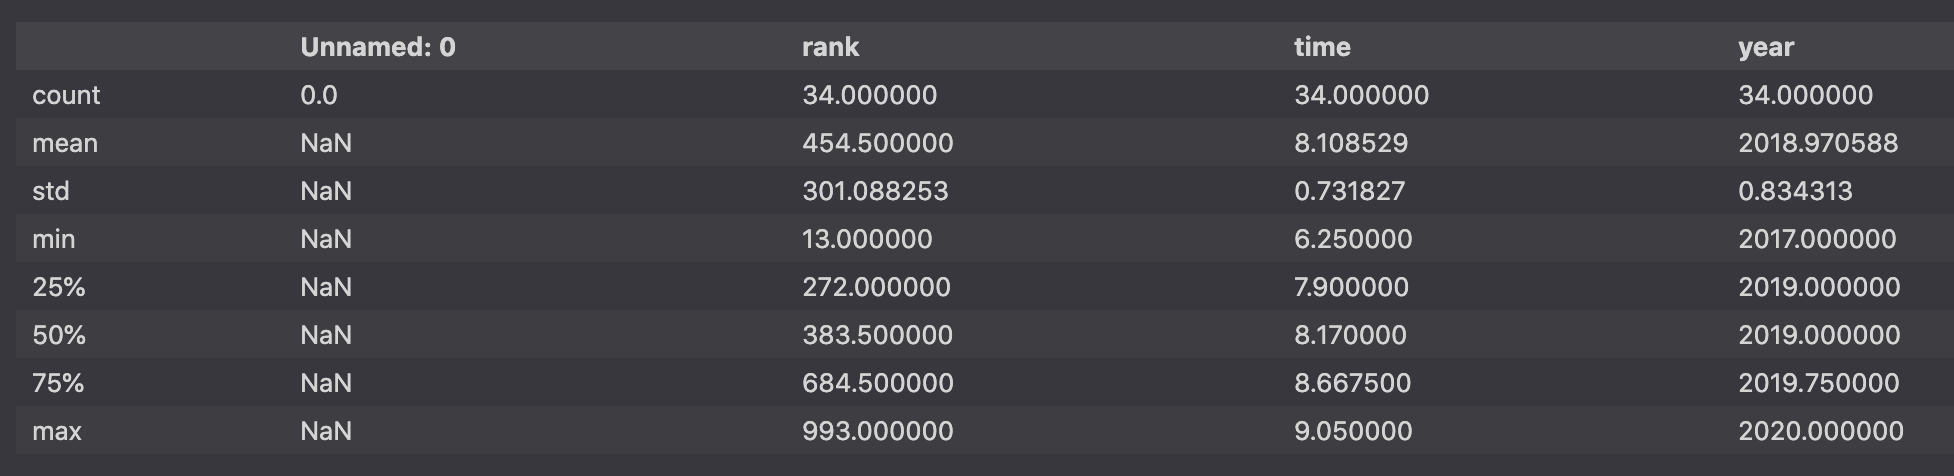 Unnamed: 0 rank time year
count 0.0 34.000000 34.000000 34.000000
mean NaN 454.500000 8.108529 2018.970588
std NaN 301.088253 0.731827 0.834313
min NaN 13.000000 6.250000 2017.000000
25% NaN 272.000000 7.900000 2019.000000
50% NaN 383.500000 8.170000 2019.000000
75% NaN 684.500000 8.667500 2019.750000
max NaN 993.000000 9.050000 2020.000000